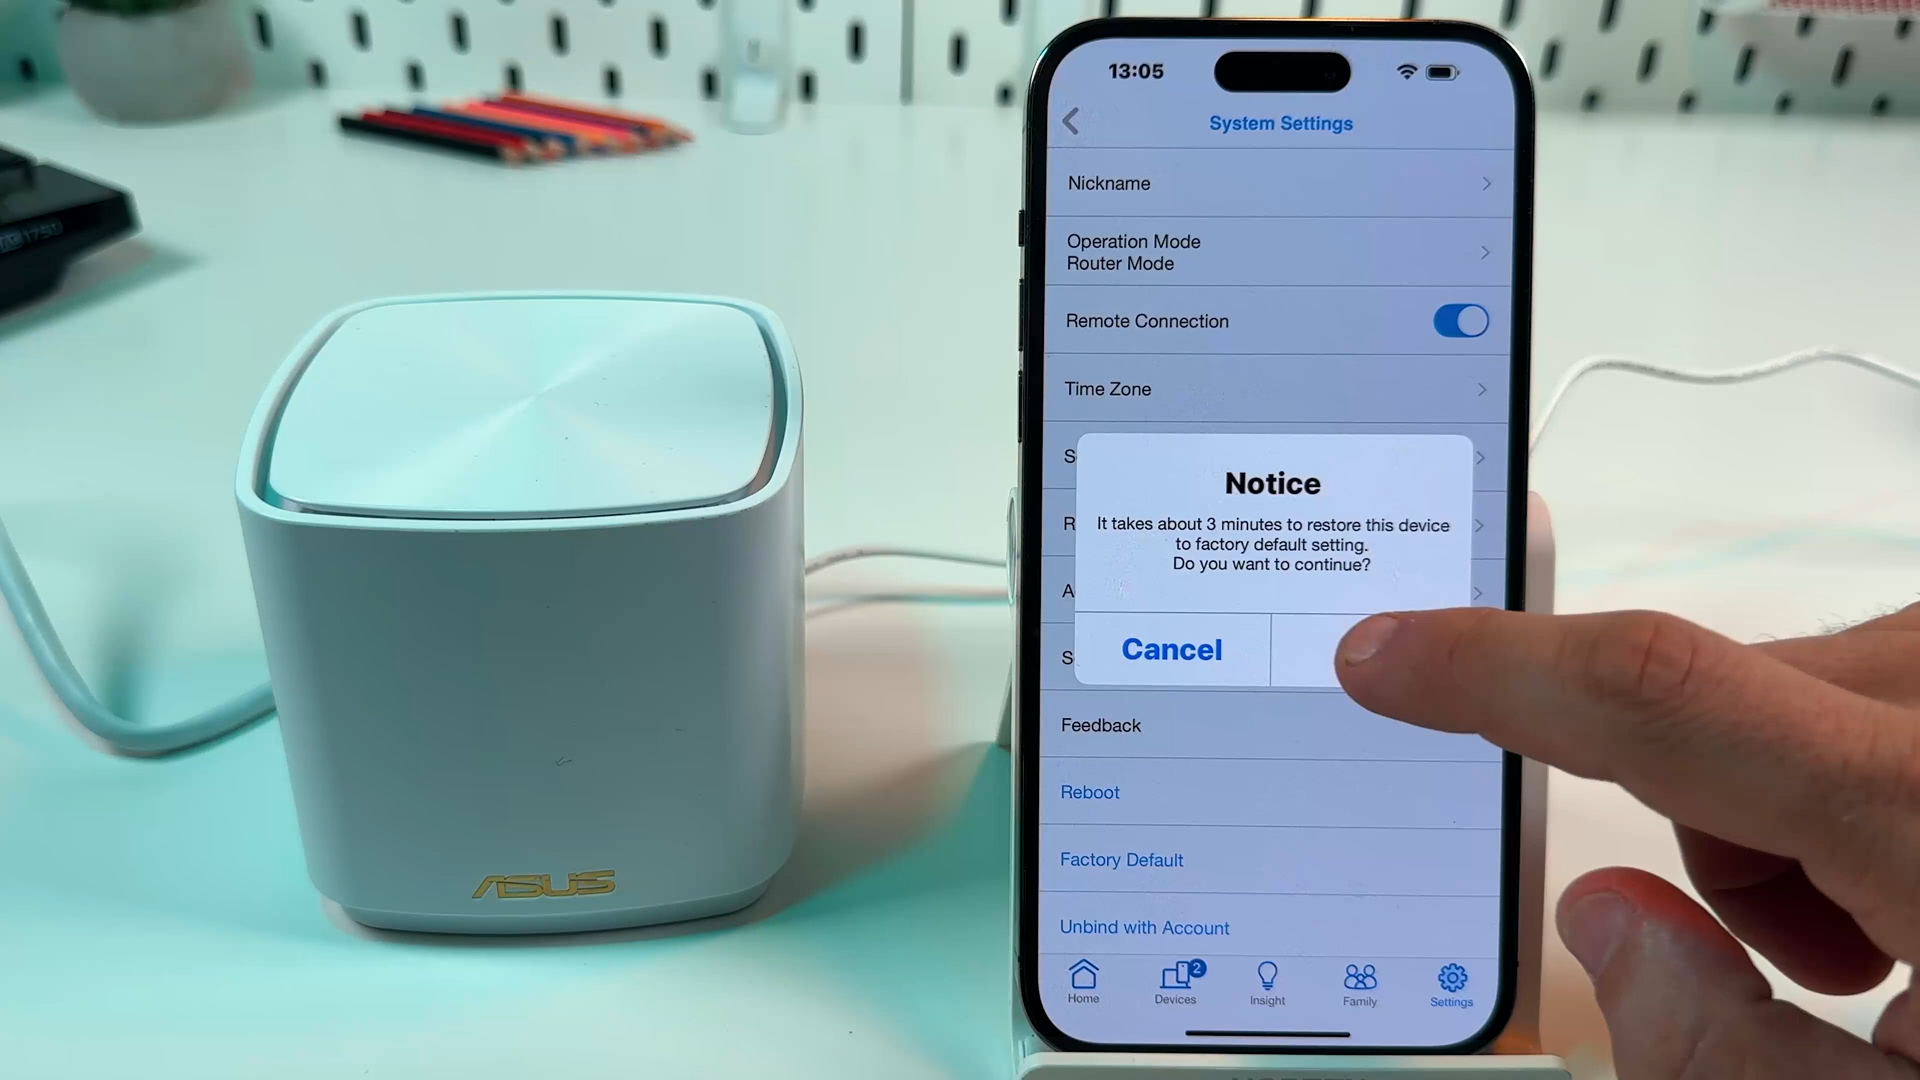 13:05
System Settings
Nickname
Operation Mode
Router Mode
Remote Connection
Time Zone
S
Notice
R
It takes about 3 minutes to restore this device
to factory default setting.
Do you want to continue?
A
S
Cancel
Feedback
Reboot
Factory Default
Unbind with Account
2
Home
Devices
Insight
Family
Settings
ASUS